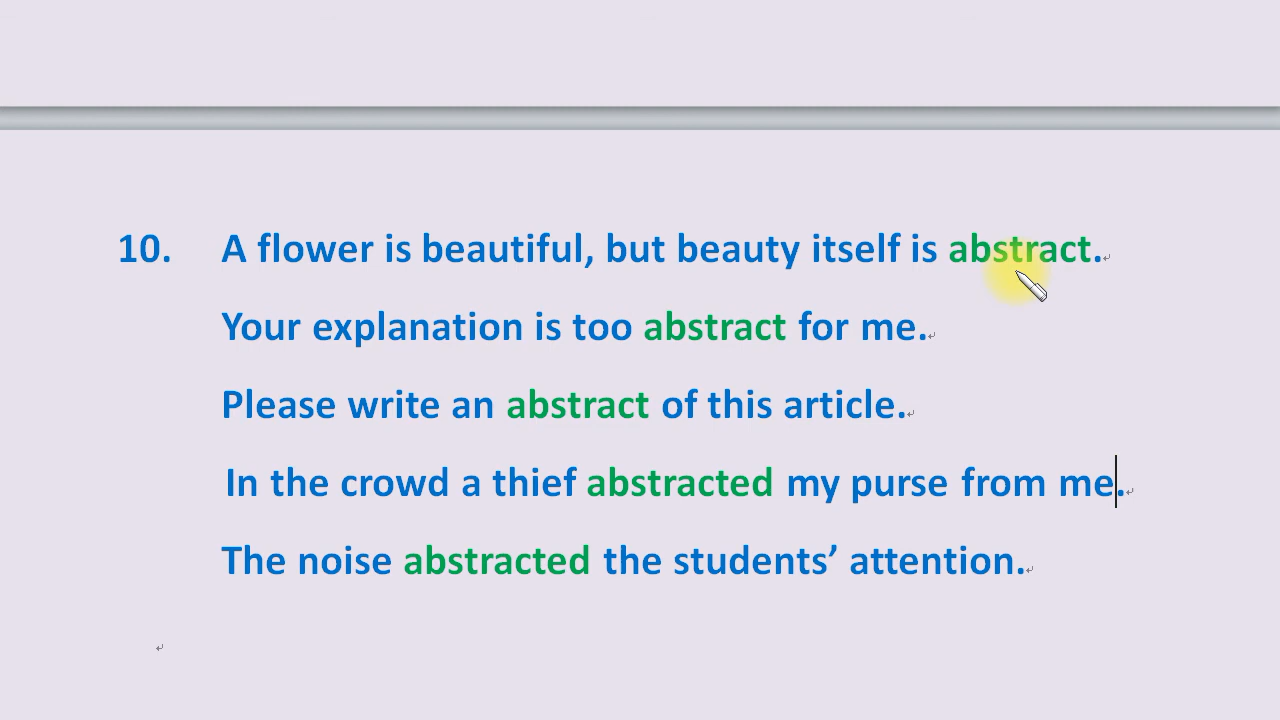 10. A flower is beautiful, but beauty itself is abstract.
Your explanation is too abstract for me.
Please write an abstract of this article.
In the crowd a thief abstracted my purse from me.
The noise abstracted the students’ attention.